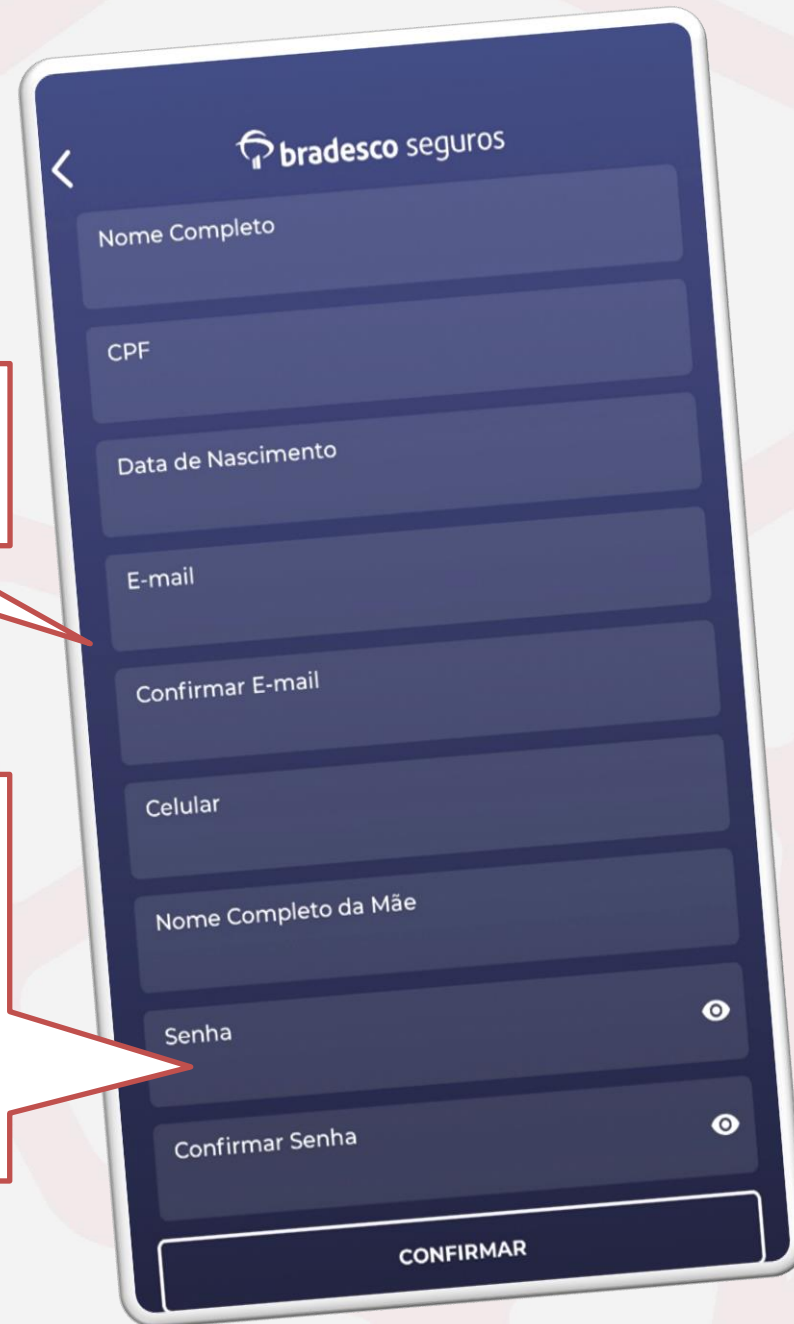 bradesco seguros
Nome Completo
CPF
Data de Nascimento
E-mail
Confirmar E-mail
Celular
Nome Completo da Mãe
Senha
Confirmar Senha
CONFIRMAR